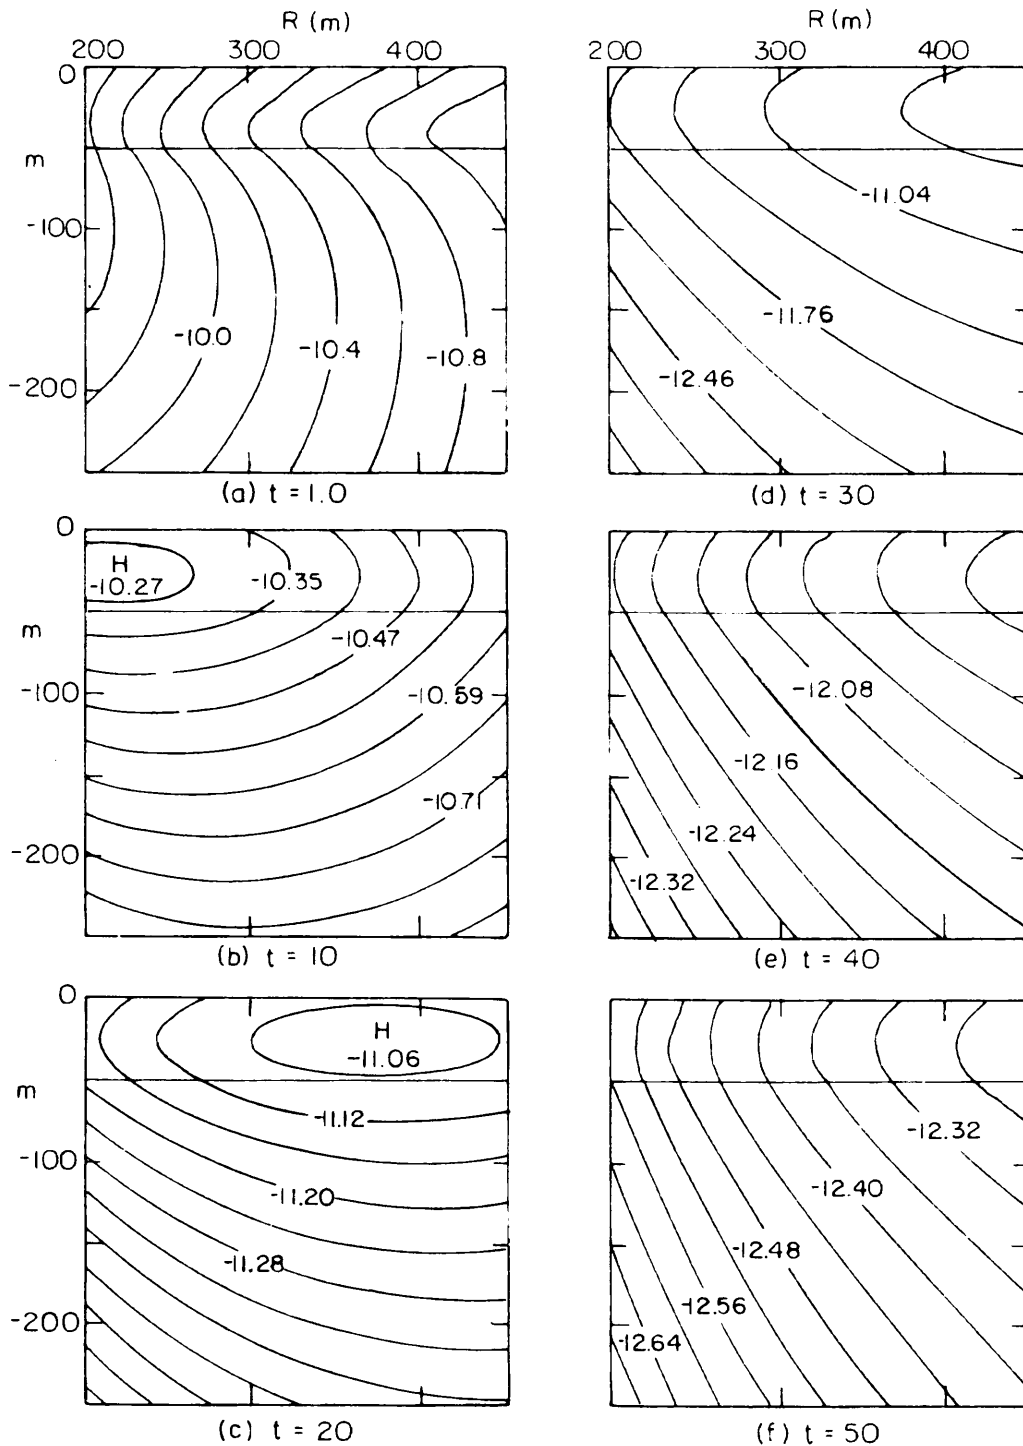 R (m)
200 300 400
0
m
-100
-200
-10.0
-10.4
-10.8
(a) t = 1.0
0
H
-10.27
-10.35
m
-10.47
-100
-10.59
-10.71
-200
(b) t = 10
0
H
-11.06
m
-11.12
-100
-11.20
-11.28
-200
(c) t = 20
R (m)
200 300 400
-11.04
-11.76
-12.46
(d) t = 30
-12.08
-12.16
-12.24
-12.32
(e) t = 40
-12.32
-12.40
-12.48
-12.56
-12.64
(f) t = 50